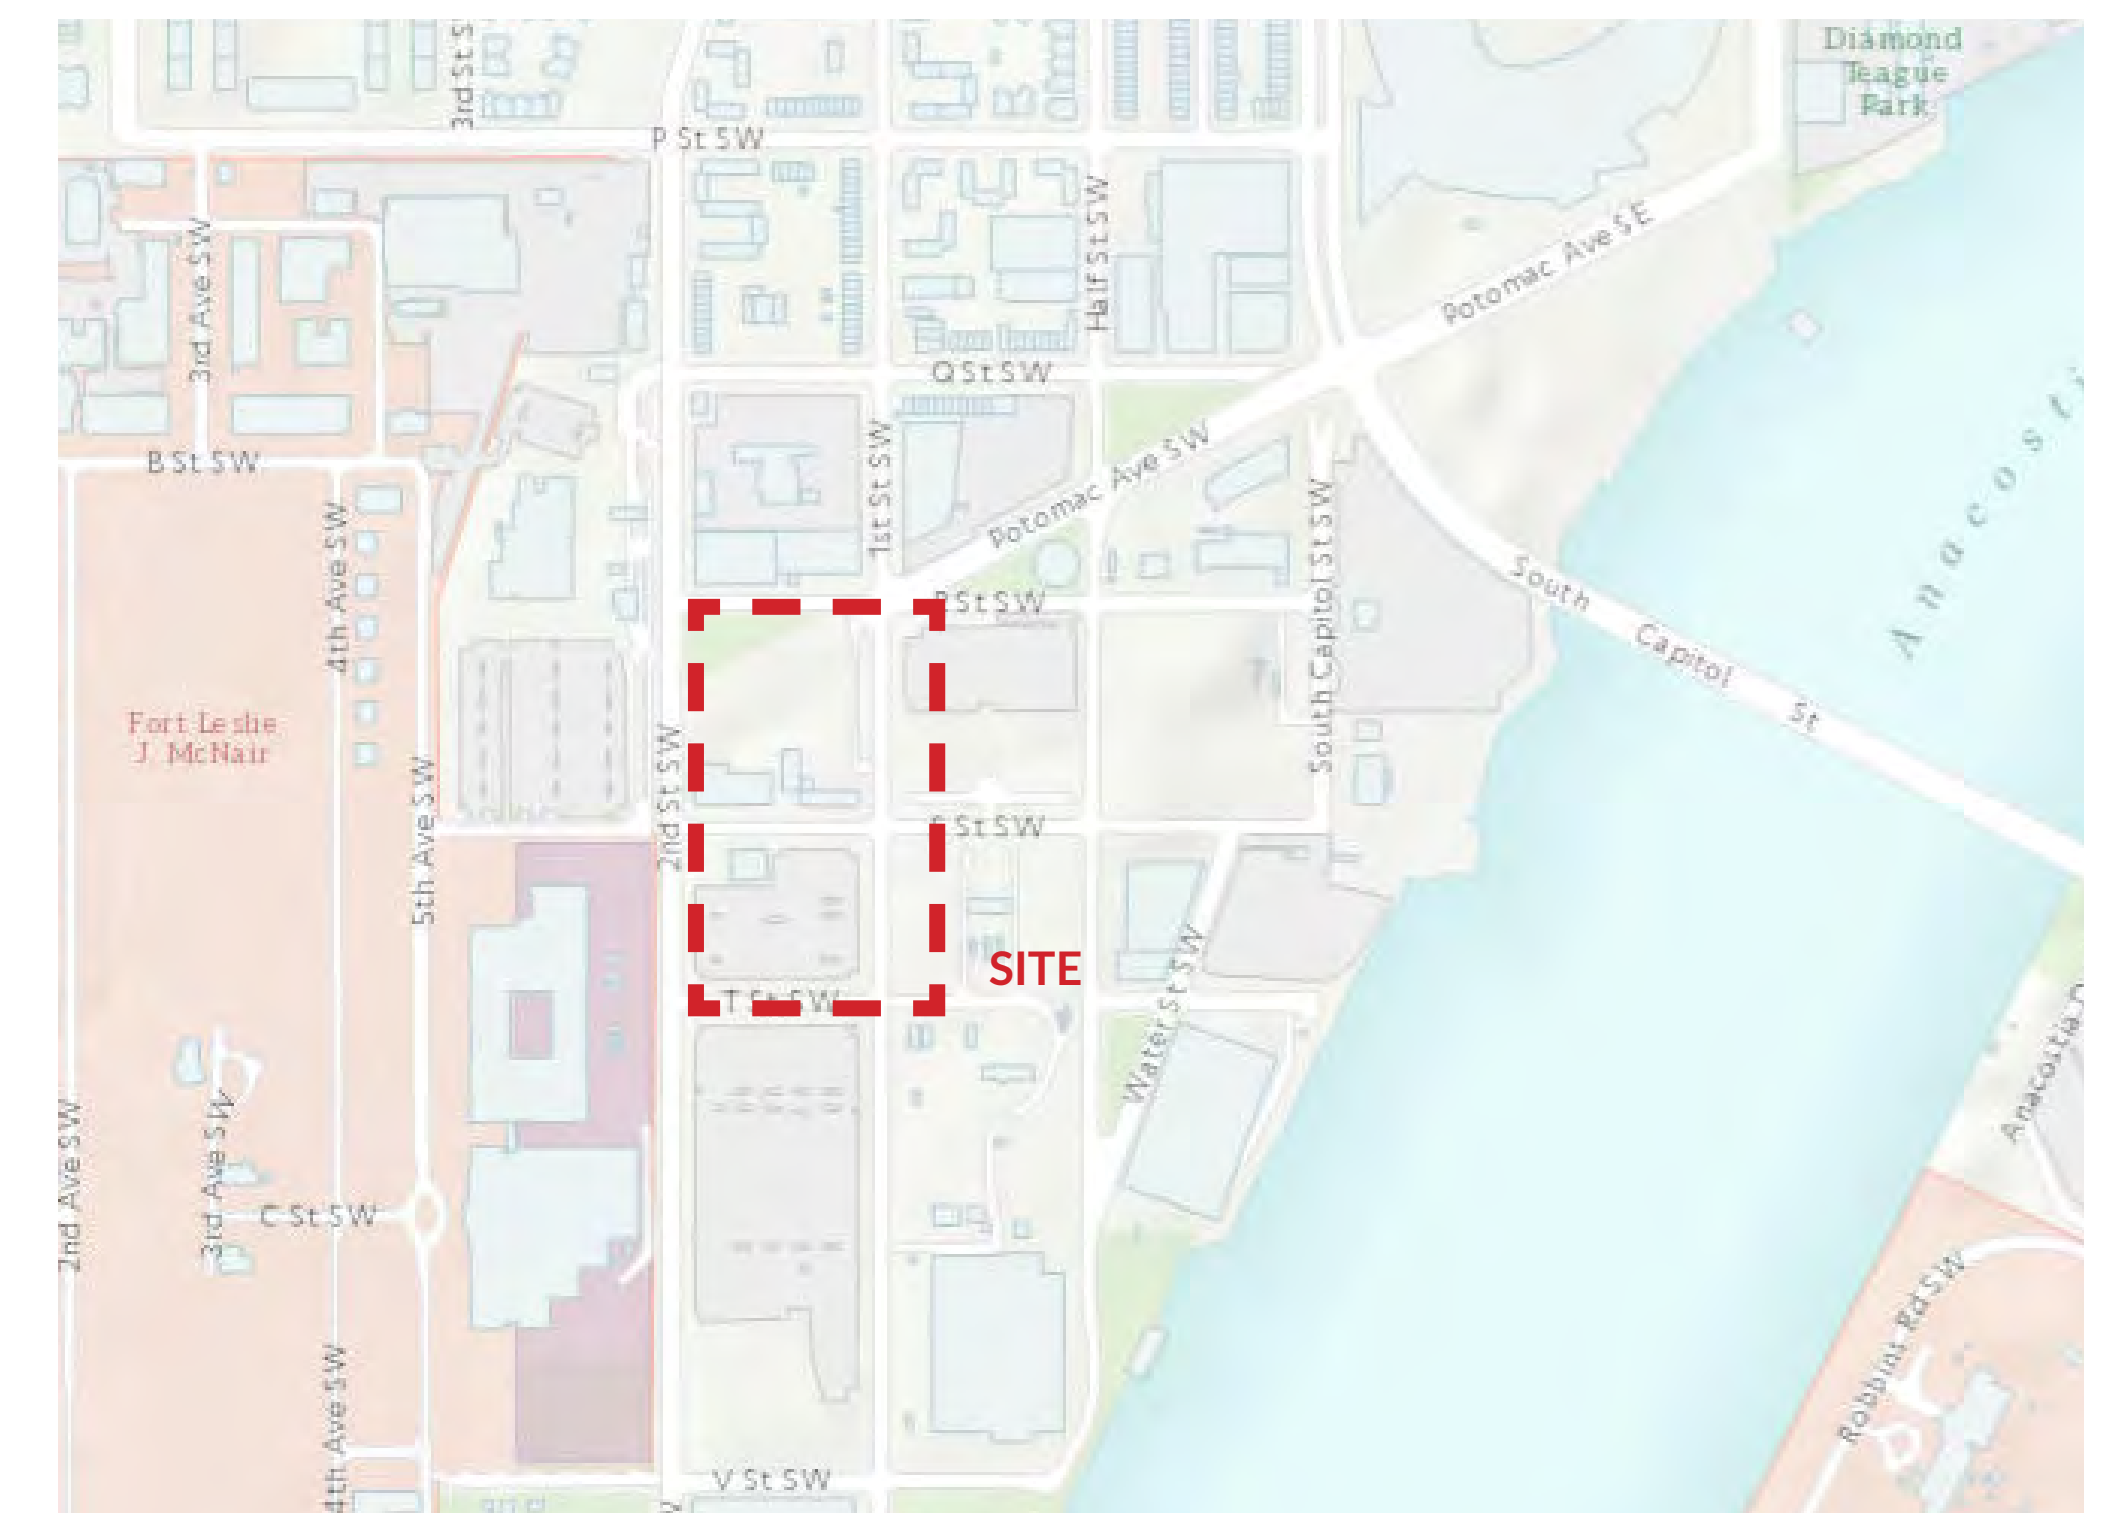 Diamond
Teague
Park
3rd St S
P St SW
3rd Ave SW
Half St SW
Potomac Ave SE
Q St SW
B St SW
1st St SW
Potomac Ave SW
4th Ave SW
South Capitol St SW
South Capitol St
Anacosti
St SW
Fort Leslie
J McNair
2nd St SW
5th Ave SW
St SW
SITE
T St SW
Water St SW
Anacostia D
2nd Ave SW
3rd Ave SW
C St SW
Robbins Rd SW
4th Ave SW
V St SW